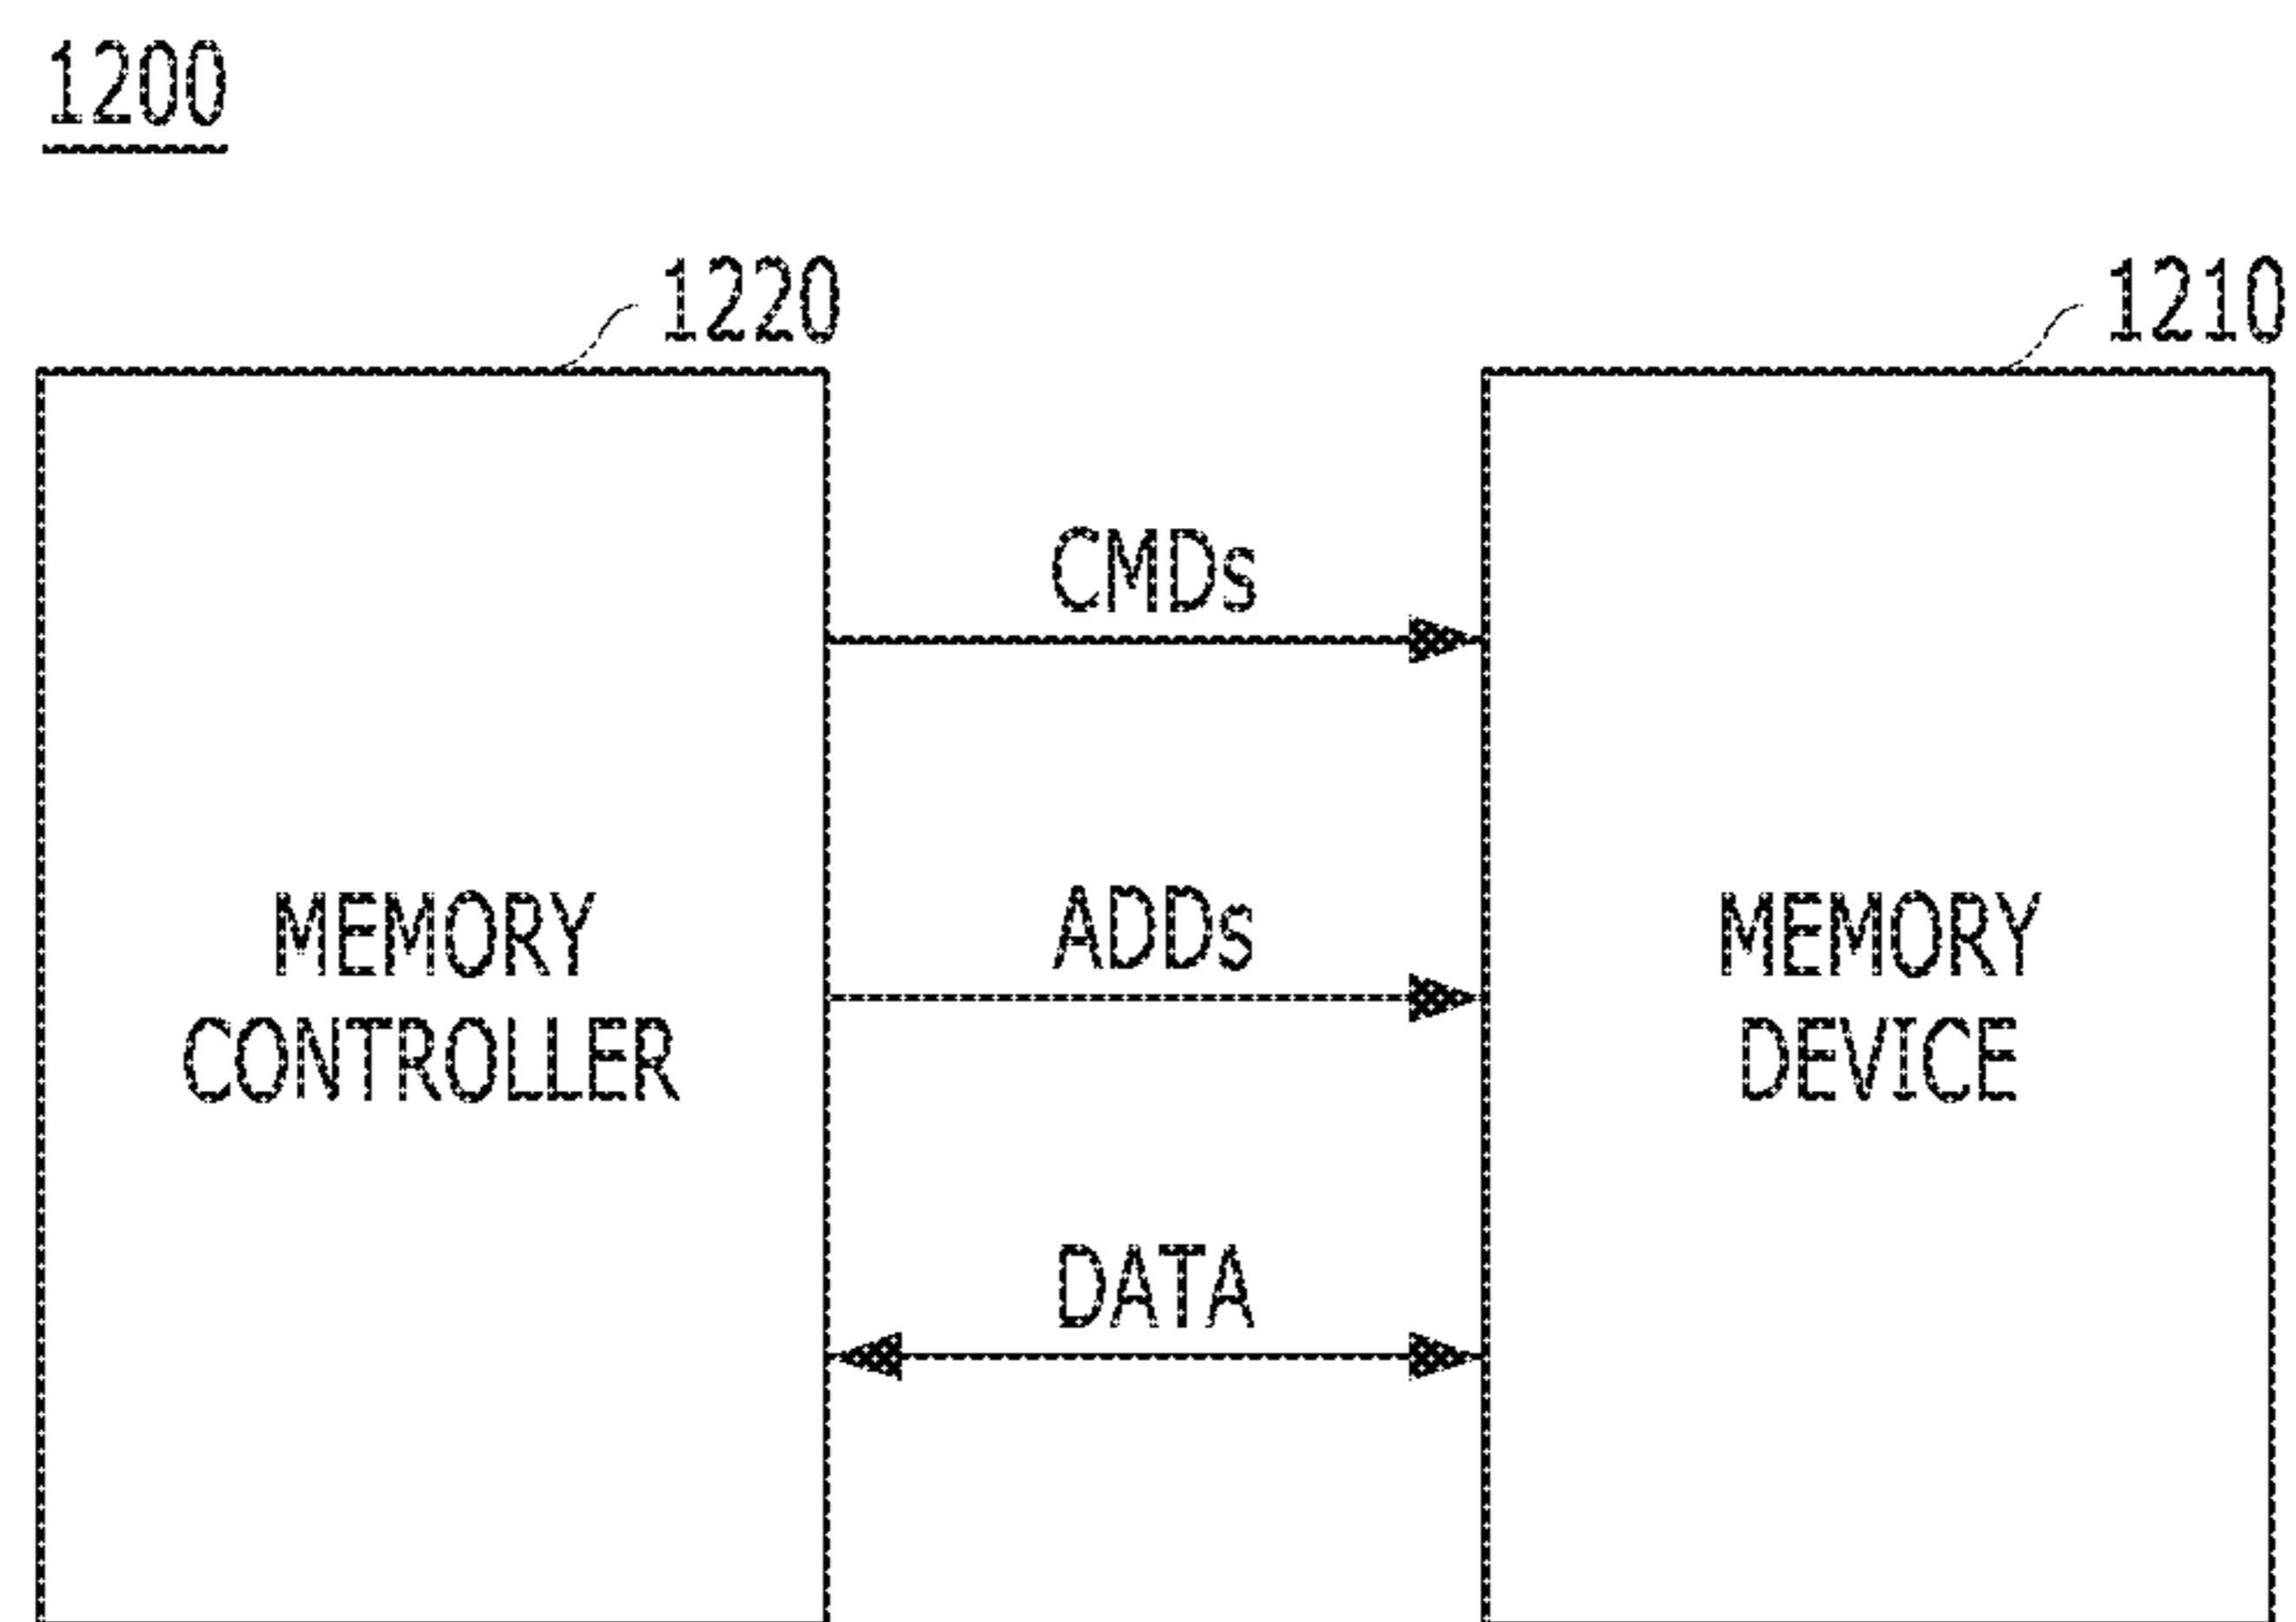 1200
1220
1210
CMDs
ADDs
DATA
MEMORY
CONTROLLER
MEMORY
DEVICE